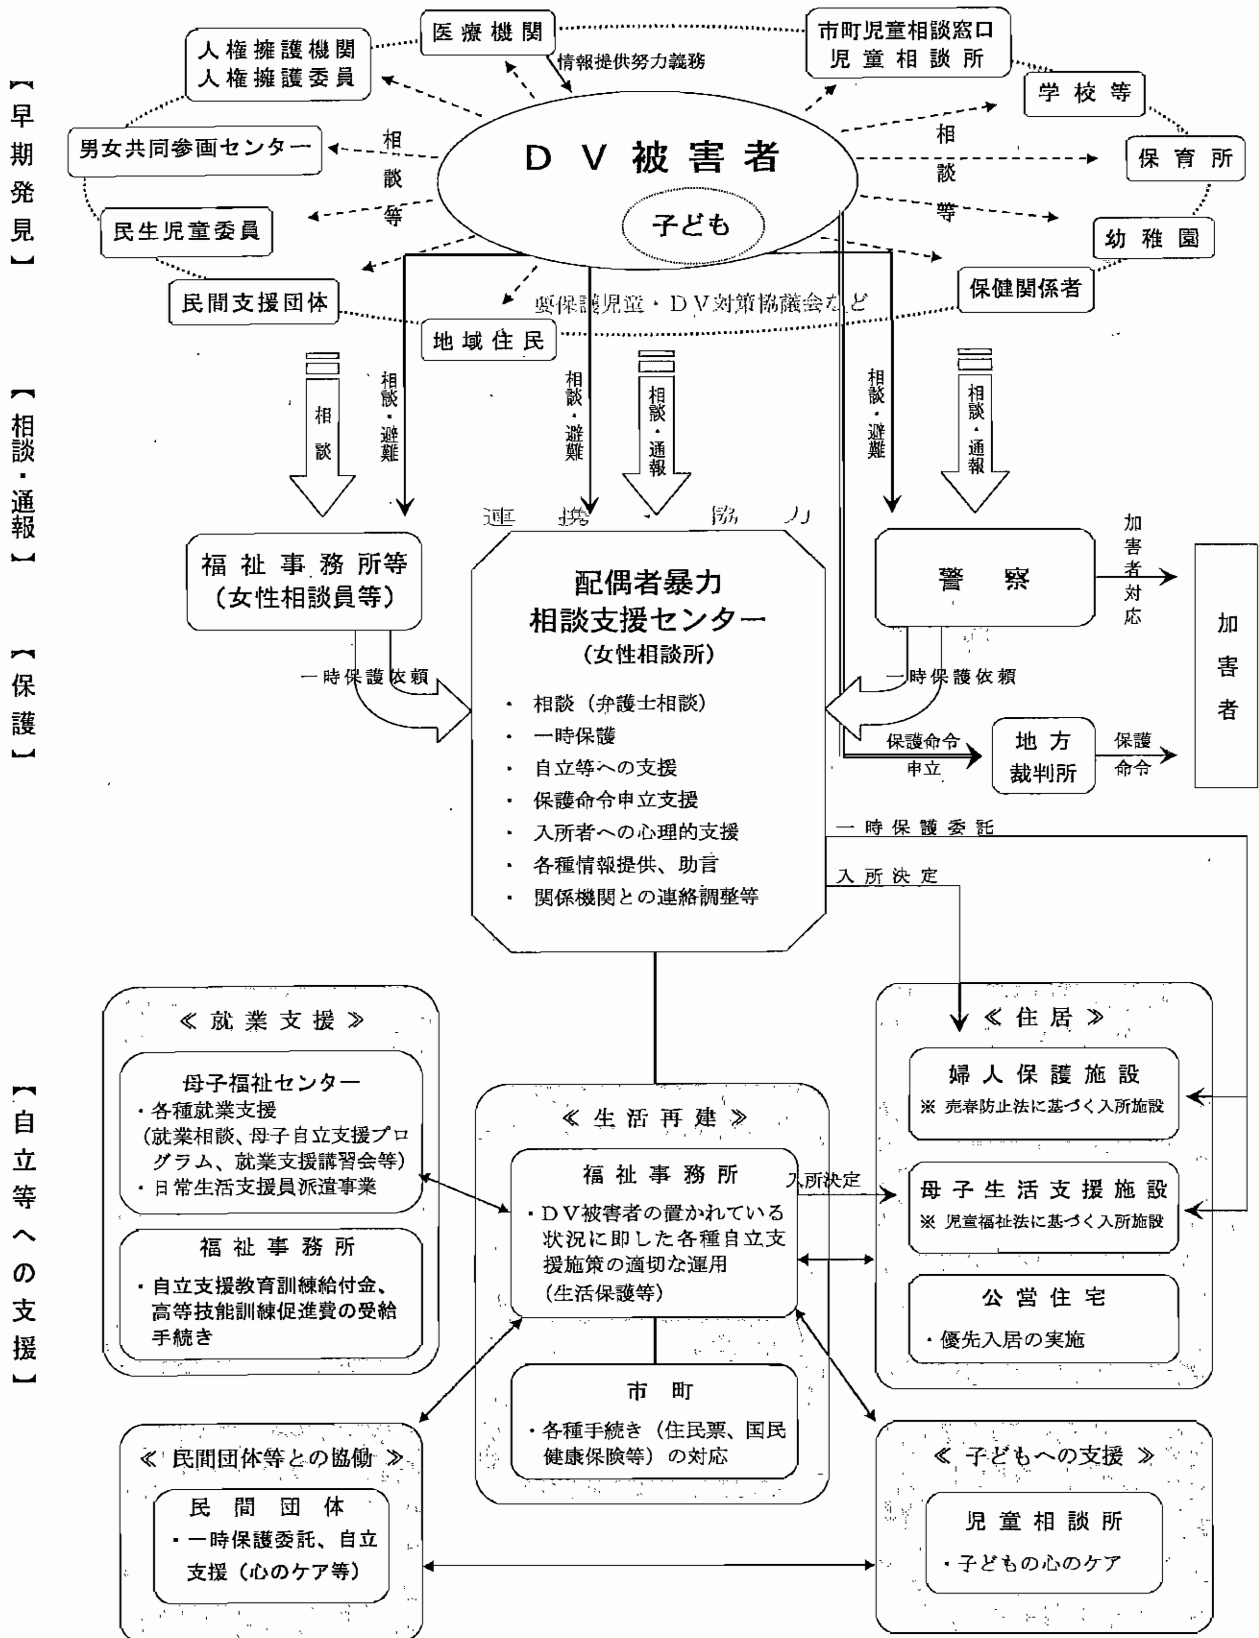 【早期発見】
医療機関
人権擁護機関
人権擁護委員
市町児童相談窓口
児童相談所
情報提供努力義務
学校等
男女共同参画センター
相談等
DV被害者
子ども
相談等
保育所
民生児童委員
幼稚園
民間支援団体
要保護児童・DV対策協議会など
保健関係者
地域住民
【相談・通報】
相談
相談・避難
相談・避難
相談・通報
相談・避難
相談・通報
連携・協力
福祉事務所等
(女性相談員等)
配偶者暴力
相談支援センター
(女性相談所)
・ 相談(弁護士相談)
・ 一時保護
・ 自立等への支援
・ 保護命令申立支援
・ 入所者への心理的支援
・ 各種情報提供、助言
・ 関係機関との連絡調整等
警察
加害者対応
加害者
【保護】
一時保護依頼
一時保護依頼
保護命令
申立
地方
裁判所
保護
命令
一時保護委託
入所決定
【自立等への支援】
≪就業支援≫
母子福祉センター
・各種就業支援
(就業相談、母子自立支援プロ
グラム、就業支援講習会等)
・日常生活支援員派遣事業
福祉事務所
・自立支援教育訓練給付金、
高等技能訓練促進費の受給
手続き
≪生活再建≫
福祉事務所
・DV被害者の置かれている
状況に即した各種自立支
援施策の適切な運用
(生活保護等)
入所決定
市町
・各種手続き(住民票、国民
健康保険等)の対応
≪住居≫
婦人保護施設
※ 売春防止法に基づく入所施設
母子生活支援施設
※ 児童福祉法に基づく入所施設
公営住宅
・優先入居の実施
≪民間団体等との協働≫
民間団体
・一時保護委託、自立
支援(心のケア等)
≪子どもへの支援≫
児童相談所
・子どもの心のケア